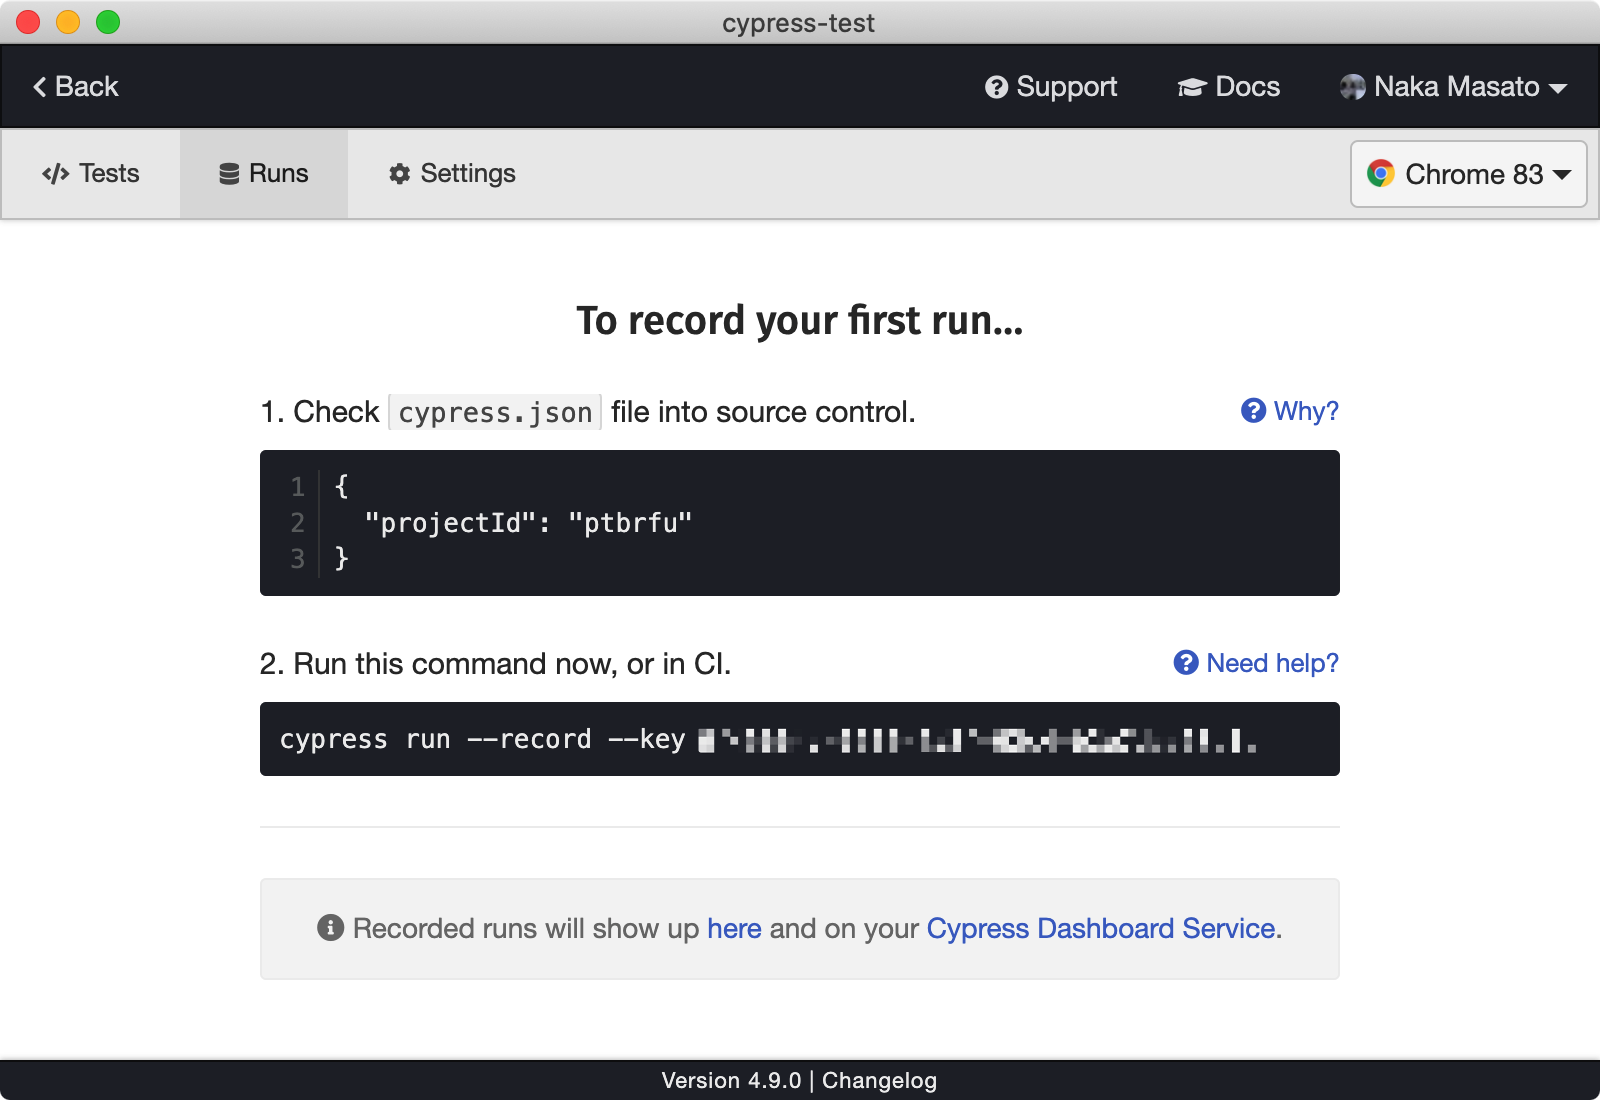 cypress-test
Back
Support
Docs
Naka Masato
Tests
Runs
Settings
Chrome 83
To record your first run...
1. Check cypress.json file into source control.
Why?
1 {
2 "projectId": "ptbrfu"
3 }
2. Run this command now, or in CI.
Need help?
cypress run --record --key
Recorded runs will show up here and on your Cypress Dashboard Service.
Version 4.9.0 | Changelog